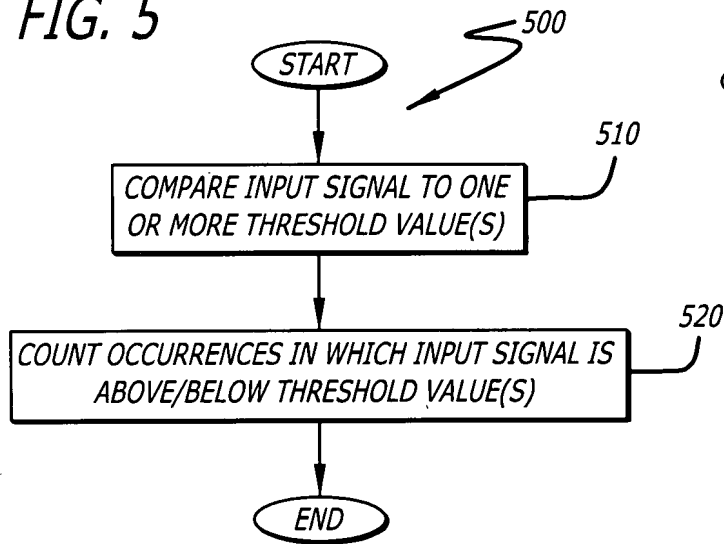 FIG. 5
500
START
510
COMPARE INPUT SIGNAL TO ONE
OR MORE THRESHOLD VALUE(S)
520
COUNT OCCURRENCES IN WHICH INPUT SIGNAL IS
ABOVE/BELOW THRESHOLD VALUE(S)
END